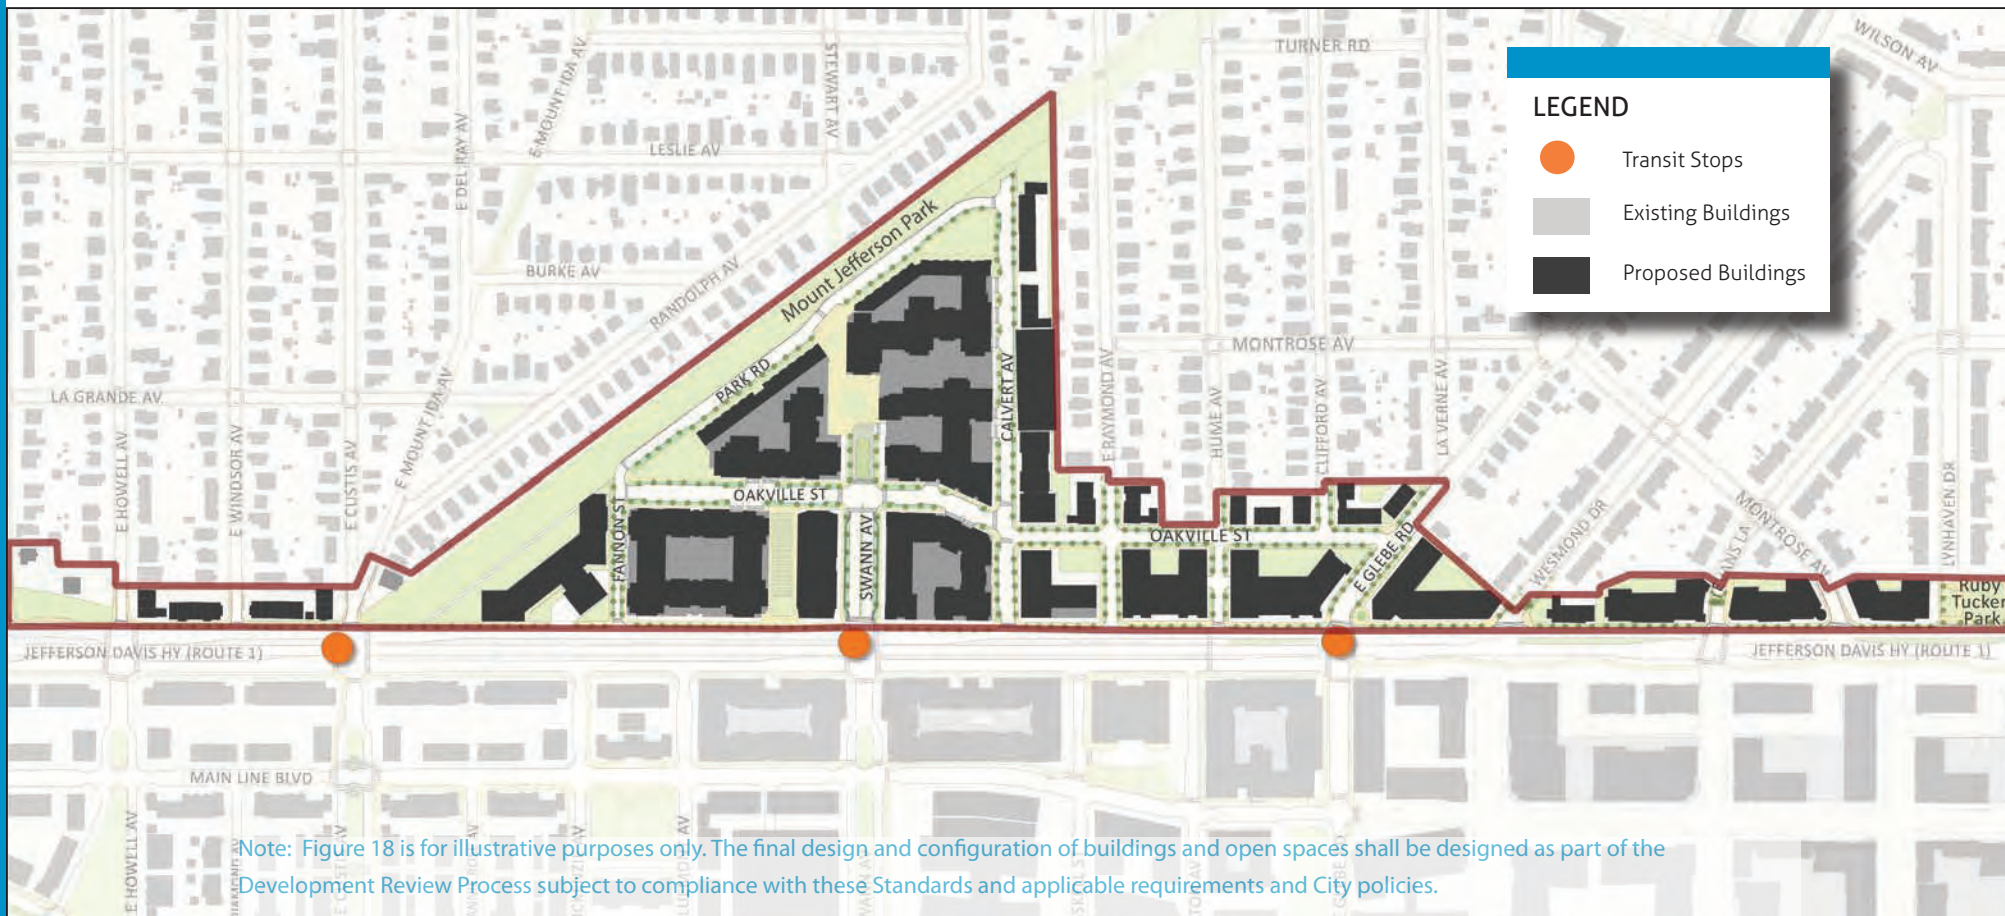 WILSON AV
TURNER RD
STEWART AV
E MOUNT IDA AV
E DEL RAY AV
LESLIE AV
BURKE AV
RANDOLPH AV
Mount Jefferson Park
LEGEND
Transit Stops
Existing Buildings
Proposed Buildings
MONTROSE AV
PARK RD
CALVERT AV
E RAYMOND AV
HUME AV
CLIFFORD AV
LA VERNE AV
LA GRANDE AV
E HOWELL AV
E WINDSOR AV
E CUSTIS AV
E MOUNT IDA AV
OAKVILLE ST
FANNON ST
SWANN AV
OAKVILLE ST
E GLEBE RD
WESMOND DR
MONTROSE AV
LYNHAVEN DR
Ruby
Tucker
Park
JEFFERSON DAVIS HY (ROUTE 1)
JEFFERSON DAVIS HY (ROUTE 1)
MAIN LINE BLVD
E HOWELL AV
Note: Figure 18 is for illustrative purposes only. The final design and configuration of buildings and open spaces shall be designed as part of the
Development Review Process subject to compliance with these Standards and applicable requirements and City policies.